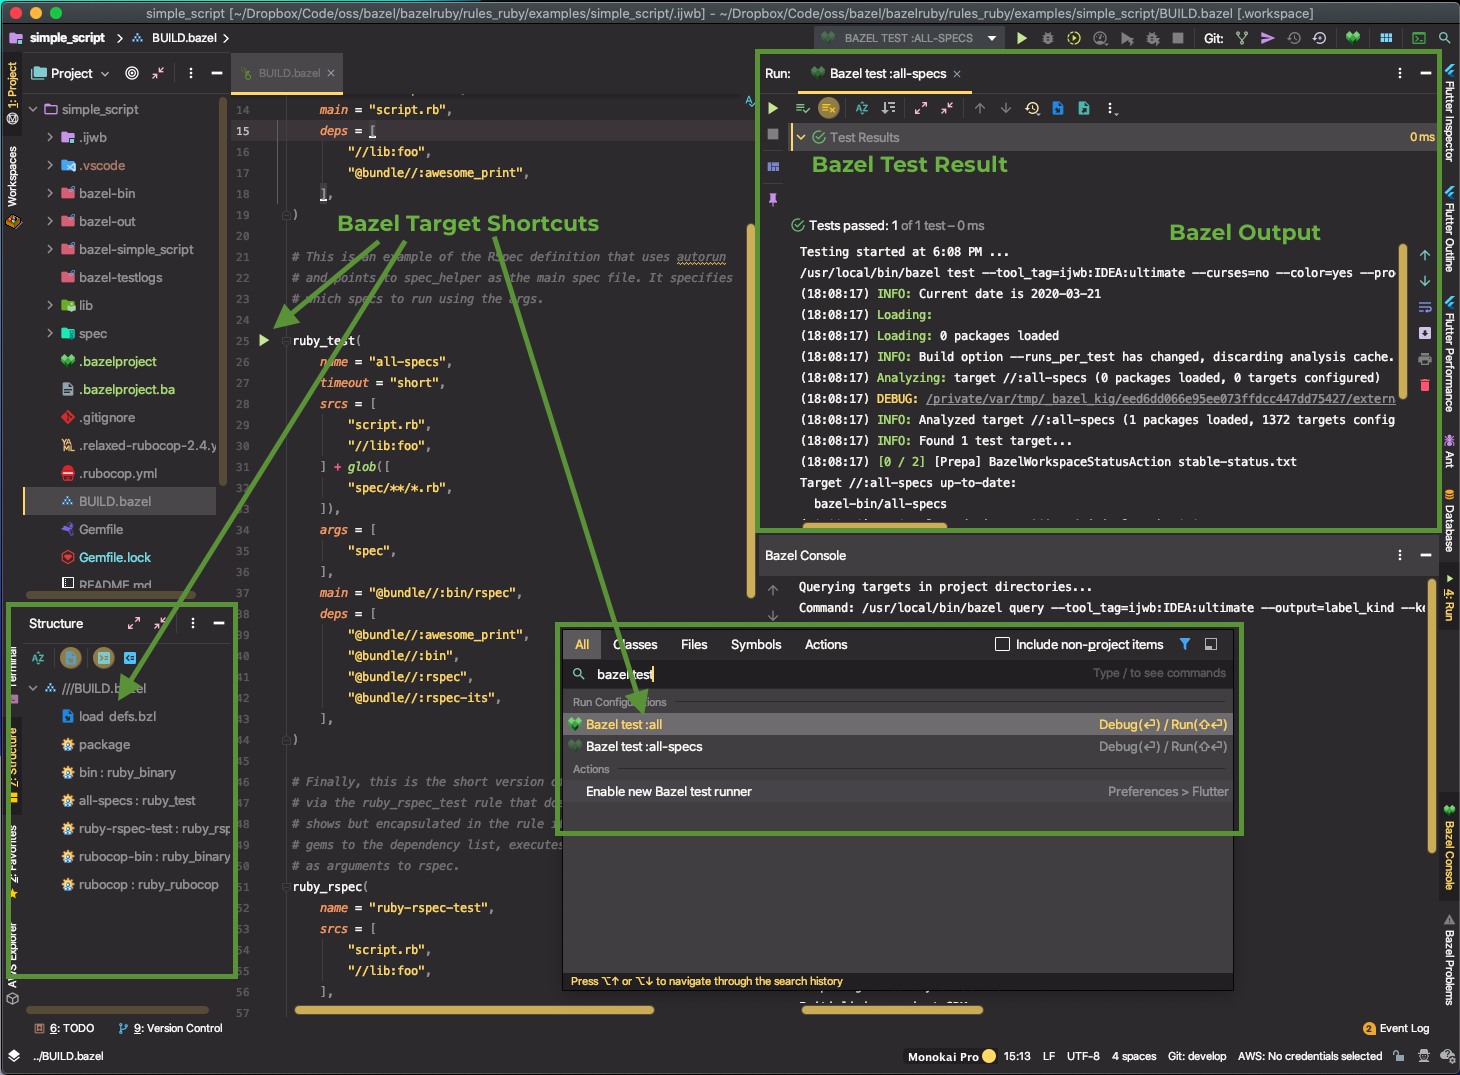 simple_script [~/Dropbox/Code/oss/bazel/bazelruby/rules_ruby/examples/simple_script/.ijwb] - ~/Dropbox/Code/oss/bazel/bazelruby/rules_ruby/examples/simple_script/BUILD.bazel [.workspace]
simple_script
BUILD.bazel
BAZEL TEST :ALL-SPECS
Git:
1: Project
Workspaces
Terminal
7: Structure
2: Favorites
AWS Explorer
Project
simple_script
.ijwb
.vscode
bazel-bin
bazel-out
bazel-simple_script
bazel-testlogs
lib
spec
.bazelproject
.bazelproject.ba
.gitignore
.relaxed-rubocop-2.4.y
.rubocop.yml
BUILD.bazel
Gemfile
Gemfile.lock
README.md
Structure
///BUILD.bazel
load defs.bzl
package
bin : ruby_binary
all-specs : ruby_test
ruby-rspec-test : ruby_rsp
rubocop-bin : ruby_binary
rubocop : ruby_rubocop
BUILD.bazel
14 main = "script.rb",
15 deps = [
16 "//lib:foo",
17 "@bundle//:awesome_print",
18 ],
19 )
Bazel Target Shortcuts
20
21 # This is an example of the RSpec definition that uses autorun
22 # and points to spec_helper as the main spec file. It specifies
23 # which specs to run using the args.
24
25 ruby_test(
26 name = "all-specs",
27 timeout = "short",
28 srcs = [
29 "script.rb",
30 "//lib:foo",
31 ] + glob([
32 "spec/**/*.rb",
33 ]),
34 args = [
35 "spec",
36 ],
37 main = "@bundle//:bin/rspec",
38 deps = [
39 "@bundle//:awesome_print",
40 "@bundle//:bin",
41 "@bundle//:rspec",
42 "@bundle//:rspec-its",
43 ],
44 )
45
46 # Finally, this is the short version
47 # via the ruby_rspec_test rule that
48 # shows but encapsulated in the rule
49 # gems to the dependency list, executes
50 # as arguments to rspec.
51 ruby_rspec(
52 name = "ruby-rspec-test",
53 srcs = [
54 "script.rb",
55 "//lib:foo",
56 ],
57
Run:
Bazel test :all-specs
Test Results
0 ms
Bazel Test Result
Tests passed: 1 of 1 test – 0 ms
Bazel Output
Testing started at 6:08 PM ...
/usr/local/bin/bazel test --tool_tag=ijwb:IDEA:ultimate --curses=no --color=yes --pro
(18:08:17) INFO: Current date is 2020-03-21
(18:08:17) Loading:
(18:08:17) Loading: 0 packages loaded
(18:08:17) INFO: Build option --runs_per_test has changed, discarding analysis cache.
(18:08:17) Analyzing: target //:all-specs (0 packages loaded, 0 targets configured)
(18:08:17) DEBUG: /private/var/tmp/_bazel_kig/eed6dd066e95ee073ffdcc447dd75427/extern
(18:08:17) INFO: Analyzed target //:all-specs (1 packages loaded, 1372 targets config
(18:08:17) INFO: Found 1 test target...
(18:08:17) [0 / 2] [Prepa] BazelWorkspaceStatusAction stable-status.txt
Target //:all-specs up-to-date:
bazel-bin/all-specs
Bazel Console
Querying targets in project directories...
Command: /usr/local/bin/bazel query --tool_tag=ijwb:IDEA:ultimate --output=label_kind --ke
All
Classes
Files
Symbols
Actions
Include non-project items
bazel test
Type / to see commands
Run Configurations
Bazel test :all
Debug(⏎) / Run(⇧⏎)
Bazel test :all-specs
Debug(⏎) / Run(⇧⏎)
Actions
Enable new Bazel test runner
Preferences > Flutter
Press ⌥↑ or ⌥↓ to navigate through the search history
Flutter Inspector
Flutter Outline
Flutter Performance
Ant
Database
4: Run
Bazel Console
Bazel Problems
6: TODO
9: Version Control
2 Event Log
../BUILD.bazel
Monokai Pro
15:13
LF
UTF-8
4 spaces
Git: develop
AWS: No credentials selected